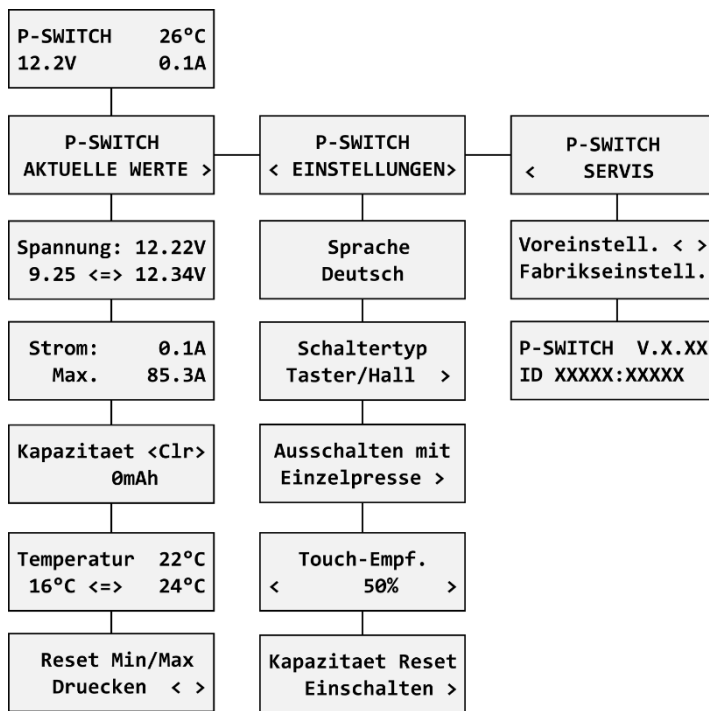 P-SWITCH 26°C
12.2V 0.1A
P-SWITCH
AKTUELLE WERTE >
Spannung: 12.22V
9.25 <=> 12.34V
Strom: 0.1A
Max. 85.3A
Kapazitaet <Clr>
0mAh
Temperatur 22°C
16°C <=> 24°C
Reset Min/Max
Druecken < >
P-SWITCH
< EINSTELLUNGEN>
Sprache
Deutsch
Schaltertyp
Taster/Hall >
Ausschalten mit
Einzelpresse >
Touch-Empf.
< 50% >
Kapazitaet Reset
Einschalten >
P-SWITCH
< SERVIS
Voreinstell. < >
Fabrikseinstell.
P-SWITCH V.X.XX
ID XXXXX:XXXXX